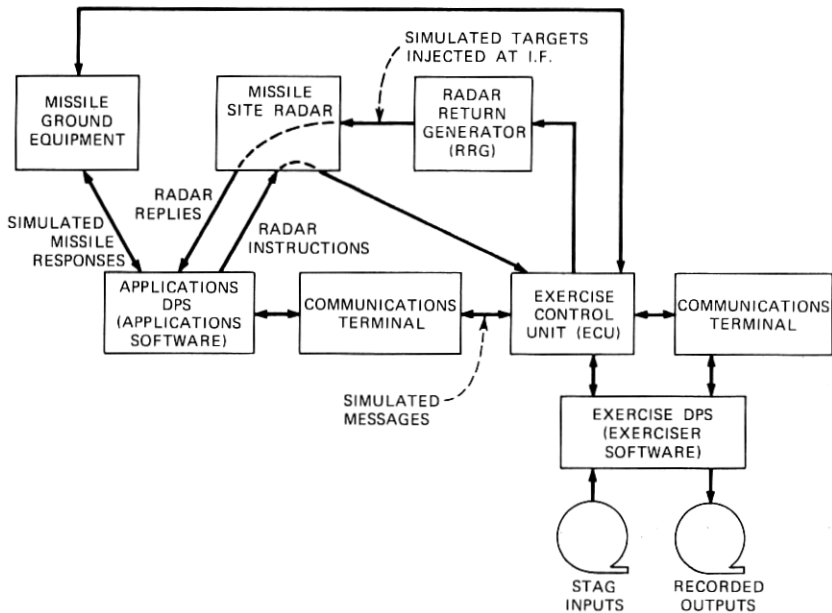 SIMULATED TARGETS
INJECTED AT I.F.
MISSILE
GROUND
EQUIPMENT
MISSILE
SITE RADAR
RADAR
RETURN
GENERATOR
(RRG)
RADAR
REPLIES
SIMULATED
MISSILE
RESPONSES
RADAR
INSTRUCTIONS
APPLICATIONS
DPS
(APPLICATIONS
SOFTWARE)
COMMUNICATIONS
TERMINAL
EXERCISE
CONTROL
UNIT (ECU)
COMMUNICATIONS
TERMINAL
SIMULATED
MESSAGES
EXERCISE DPS
(EXERCISER
SOFTWARE)
STAG
INPUTS
RECORDED
OUTPUTS